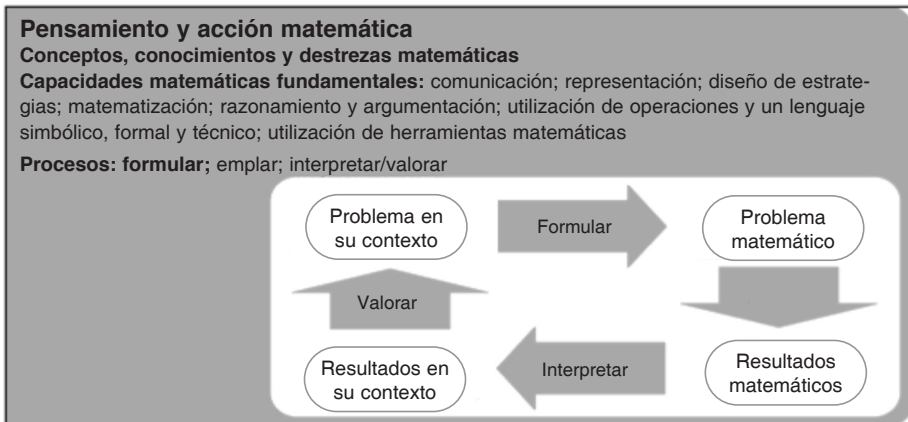 Pensamiento y acción matemática
Conceptos, conocimientos y destrezas matemáticas
Capacidades matemáticas fundamentales: comunicación; representación; diseño de estrate-
gias; matematización; razonamiento y argumentación; utilización de operaciones y un lenguaje
simbólico, formal y técnico; utilización de herramientas matemáticas
Procesos: formular; emplar; interpretar/valorar
Problema en
su contexto
Formular
Problema
matemático
Valorar
Resultados en
su contexto
Interpretar
Resultados
matemáticos